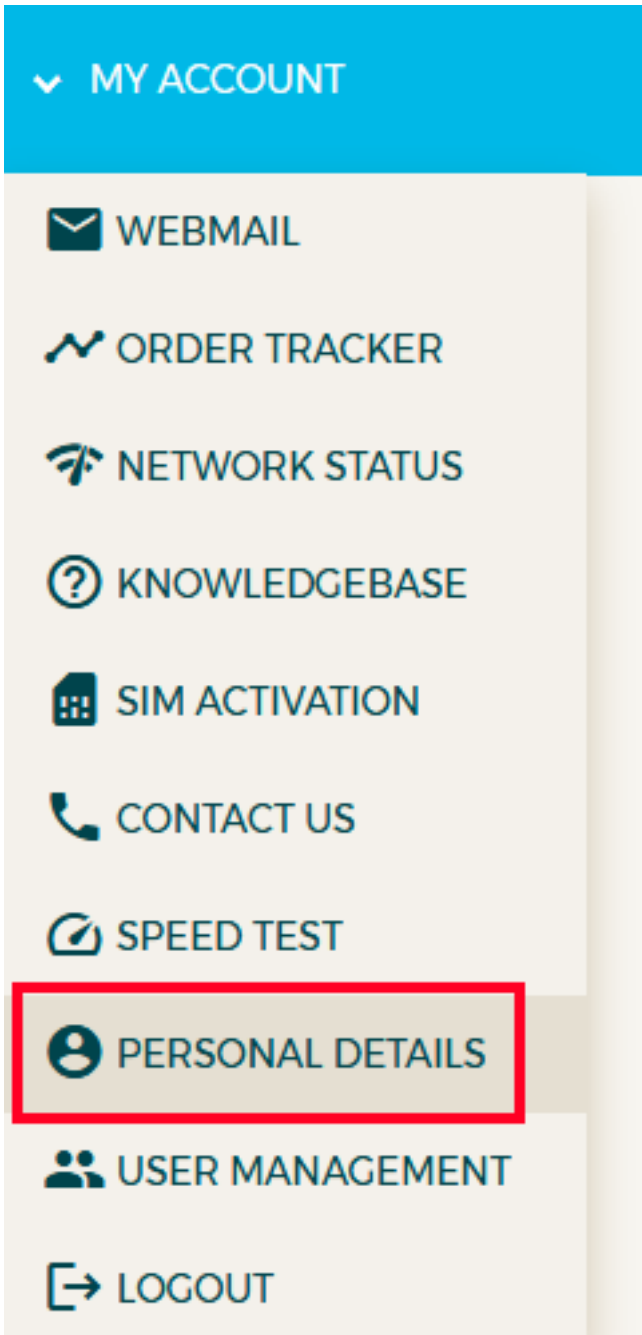 MY ACCOUNT
WEBMAIL
ORDER TRACKER
NETWORK STATUS
KNOWLEDGEBASE
SIM ACTIVATION
CONTACT US
SPEED TEST
PERSONAL DETAILS
USER MANAGEMENT
LOGOUT